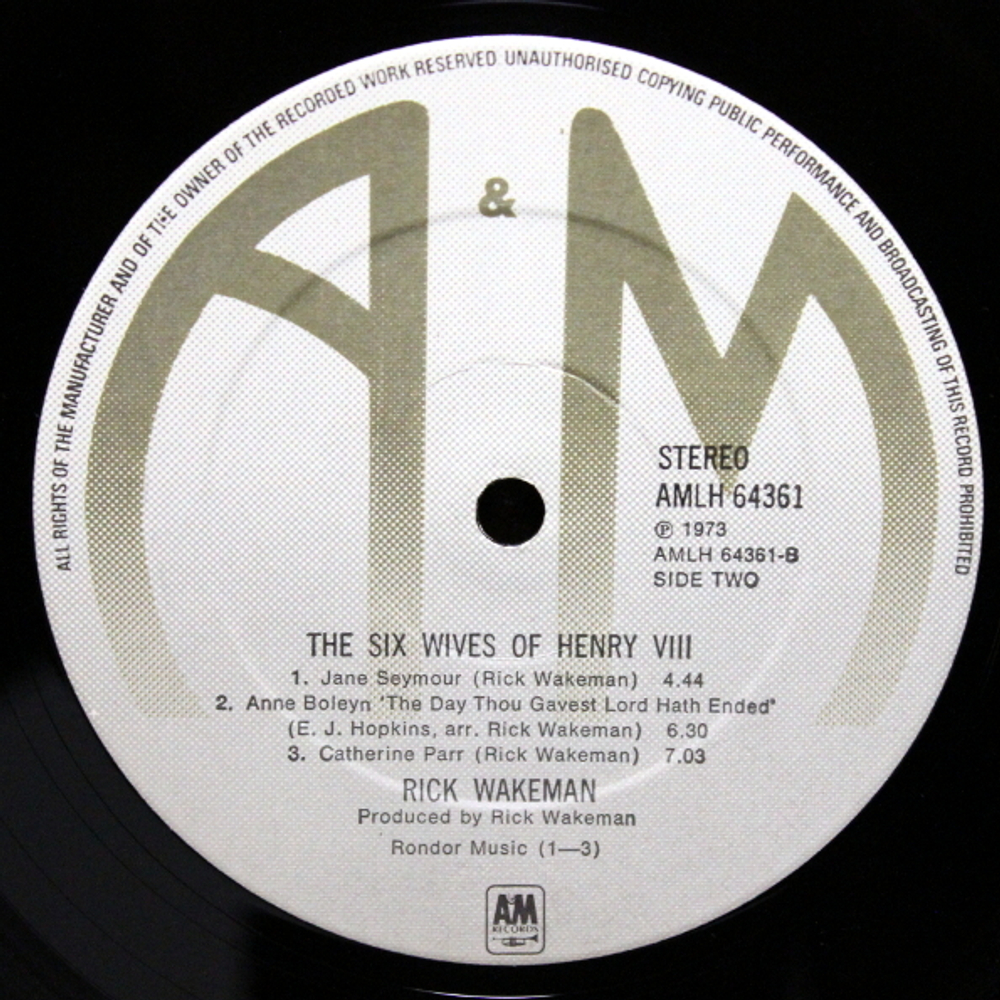 ALL RIGHTS OF THE MANUFACTURER AND OF THE OWNER OF THE RECORDED WORK RESERVED UNAUTHORISED COPYING PUBLIC PERFORMANCE AND BROADCASTING OF THIS RECORD PROHIBITED
A & M
STEREO
AMLH 64361
℗ 1973
AMLH 64361-B
SIDE TWO
THE SIX WIVES OF HENRY VIII
1. Jane Seymour (Rick Wakeman) 4.44
2. Anne Boleyn 'The Day Thou Gavest Lord Hath Ended'
(E. J. Hopkins, arr. Rick Wakeman) 6.30
3. Catherine Parr (Rick Wakeman) 7.03
RICK WAKEMAN
Produced by Rick Wakeman
Rondor Music (1—3)
AM
RECORDS